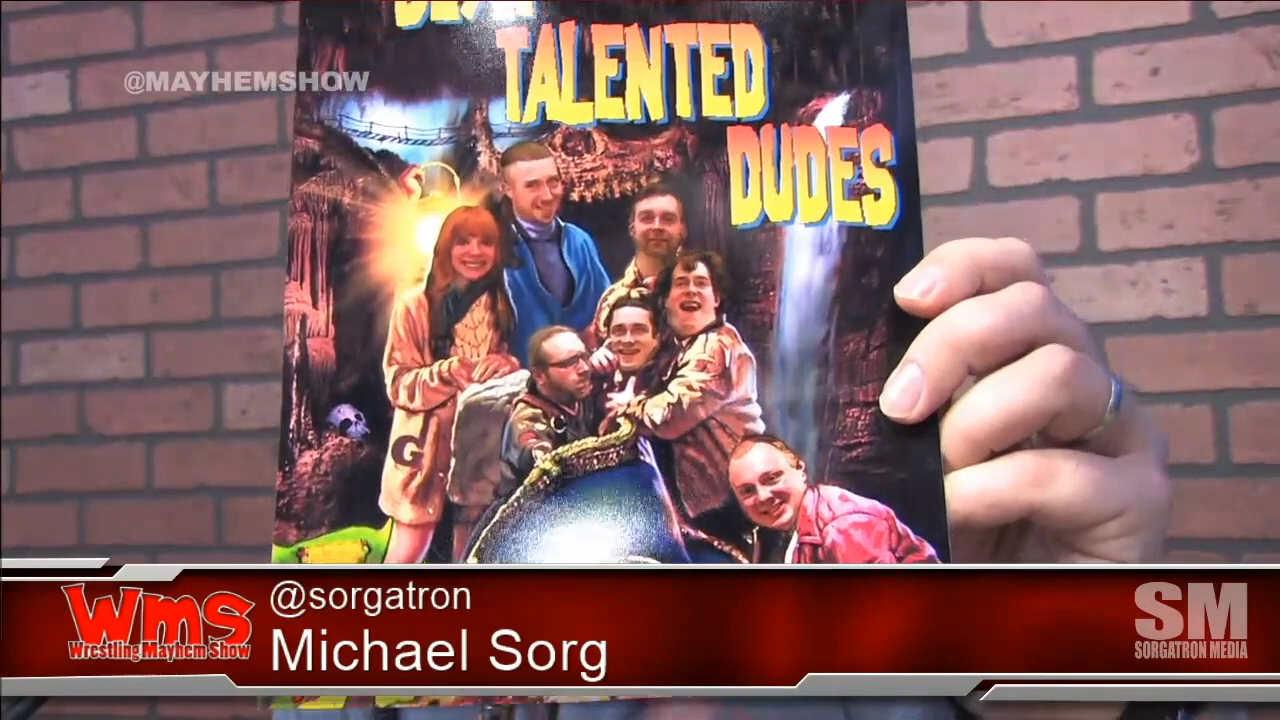 TALENTED
DUDES
@MAYHEMSHOW
G
WmS
Wrestling Mayhem Show
@sorgatron
Michael Sorg
SM
SORGATRON MEDIA